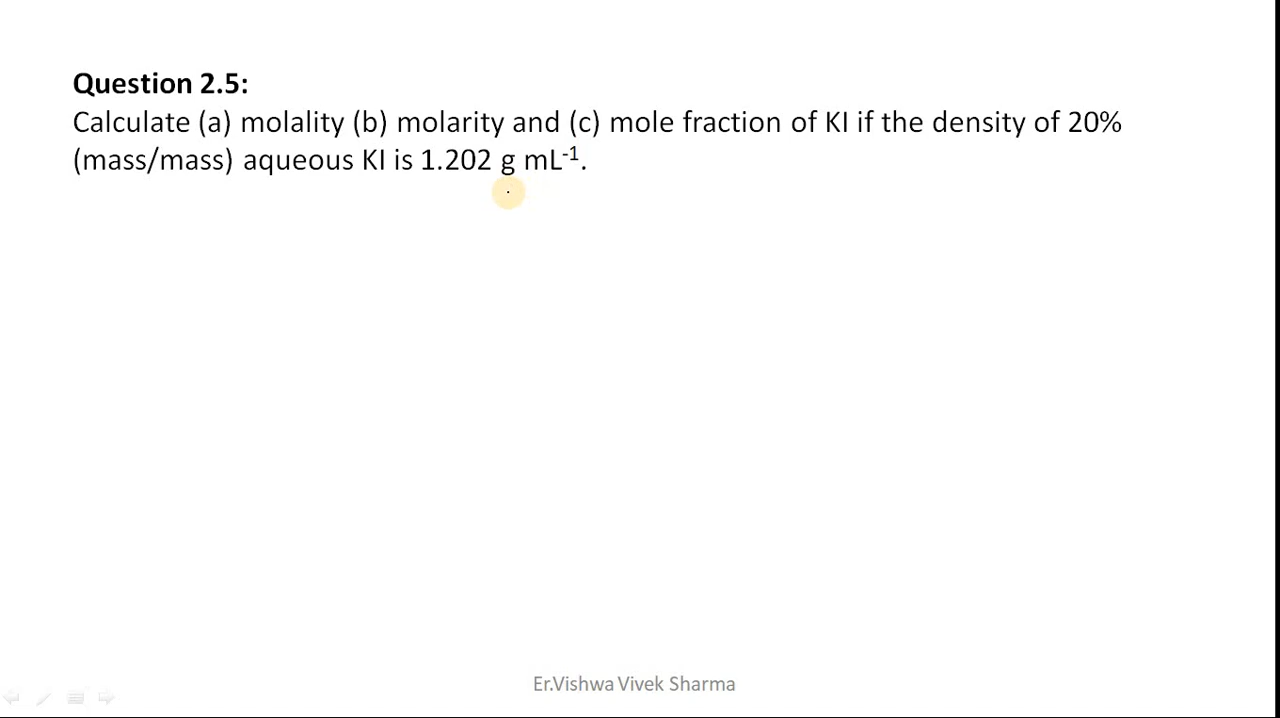 Question 2.5:
Calculate (a) molality (b) molarity and (c) mole fraction of KI if the density of 20%
(mass/mass) aqueous KI is 1.202 g mL⁻¹.
Er.Vishwa Vivek Sharma